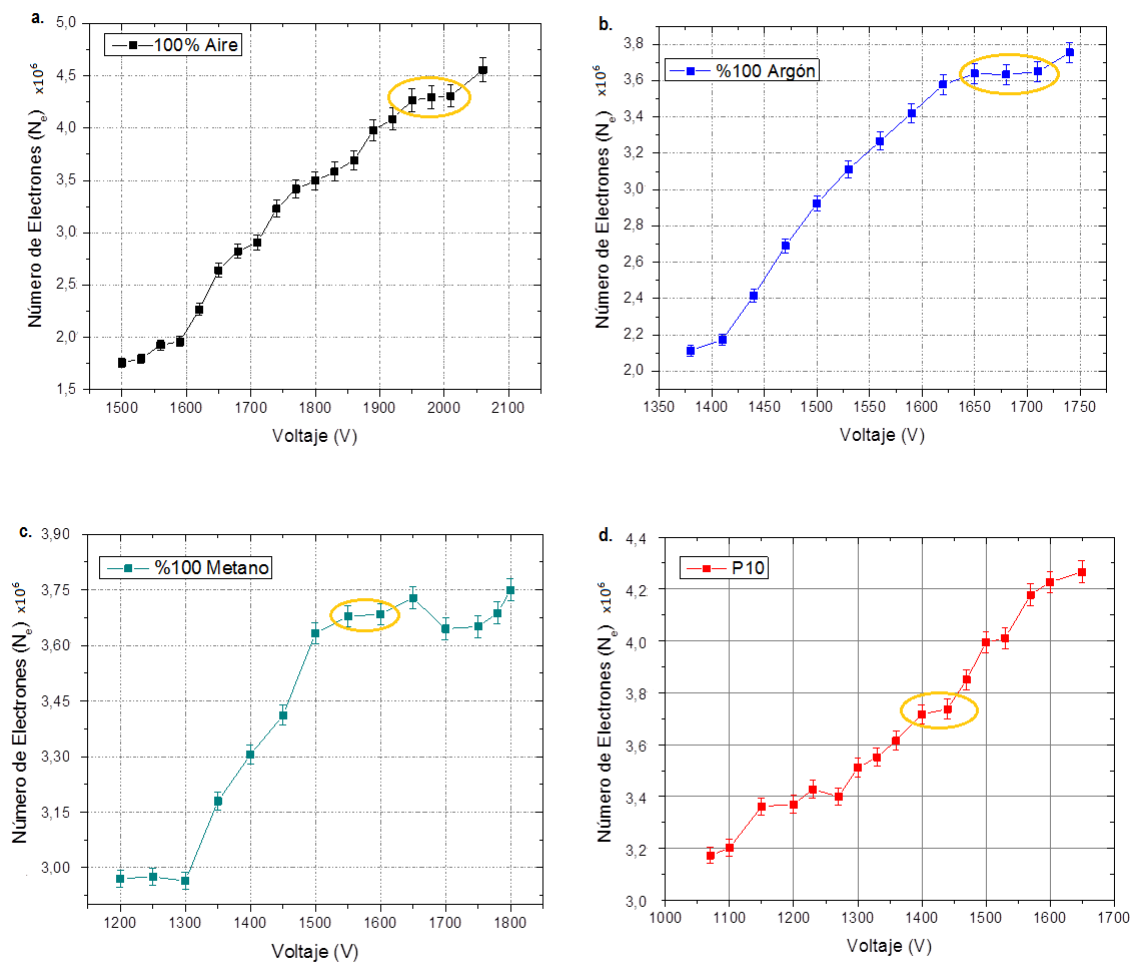 a.
100% Aire
Número de Electrones (Nₑ) x10⁶
5,0
4,5
4,0
3,5
3,0
2,5
2,0
1,5
1500 1600 1700 1800 1900 2000 2100
Voltaje (V)
b.
%100 Argón
Número de Electrones (Nₑ) x10⁶
3,8
3,6
3,4
3,2
3,0
2,8
2,6
2,4
2,2
2,0
1350 1400 1450 1500 1550 1600 1650 1700 1750
Voltaje (V)
c.
%100 Metano
Número de Electrones (Nₑ) x10⁶
3,90
3,75
3,60
3,45
3,30
3,15
3,00
1200 1300 1400 1500 1600 1700 1800
Voltaje (V)
d.
P10
Número de Electrones (Nₑ) x10⁶
4,4
4,2
4,0
3,8
3,6
3,4
3,2
3,0
1000 1100 1200 1300 1400 1500 1600 1700
Voltaje (V)